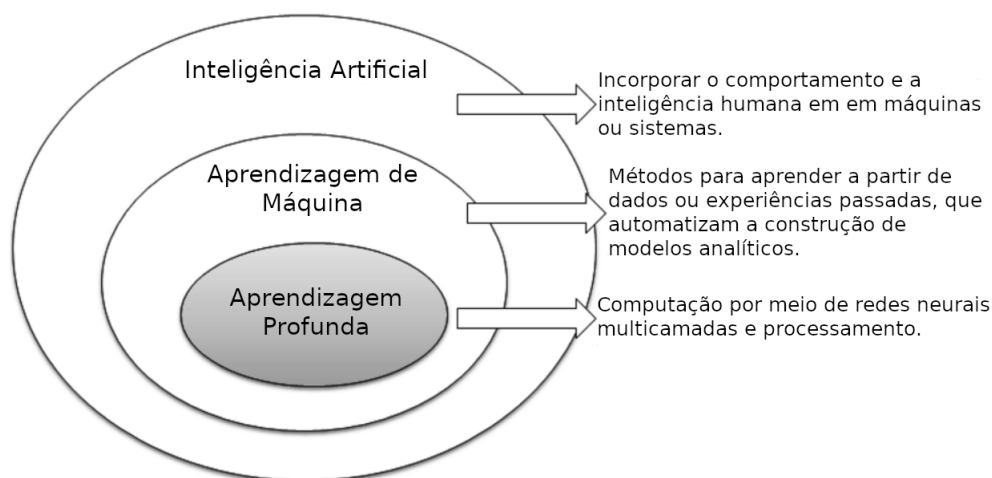 Inteligência Artificial
Incorporar o comportamento e a
inteligência humana em em máquinas
ou sistemas.
Aprendizagem de
Máquina
Métodos para aprender a partir de
dados ou experiências passadas, que
automatizam a construção de
modelos analíticos.
Aprendizagem
Profunda
Computação por meio de redes neurais
multicamadas e processamento.